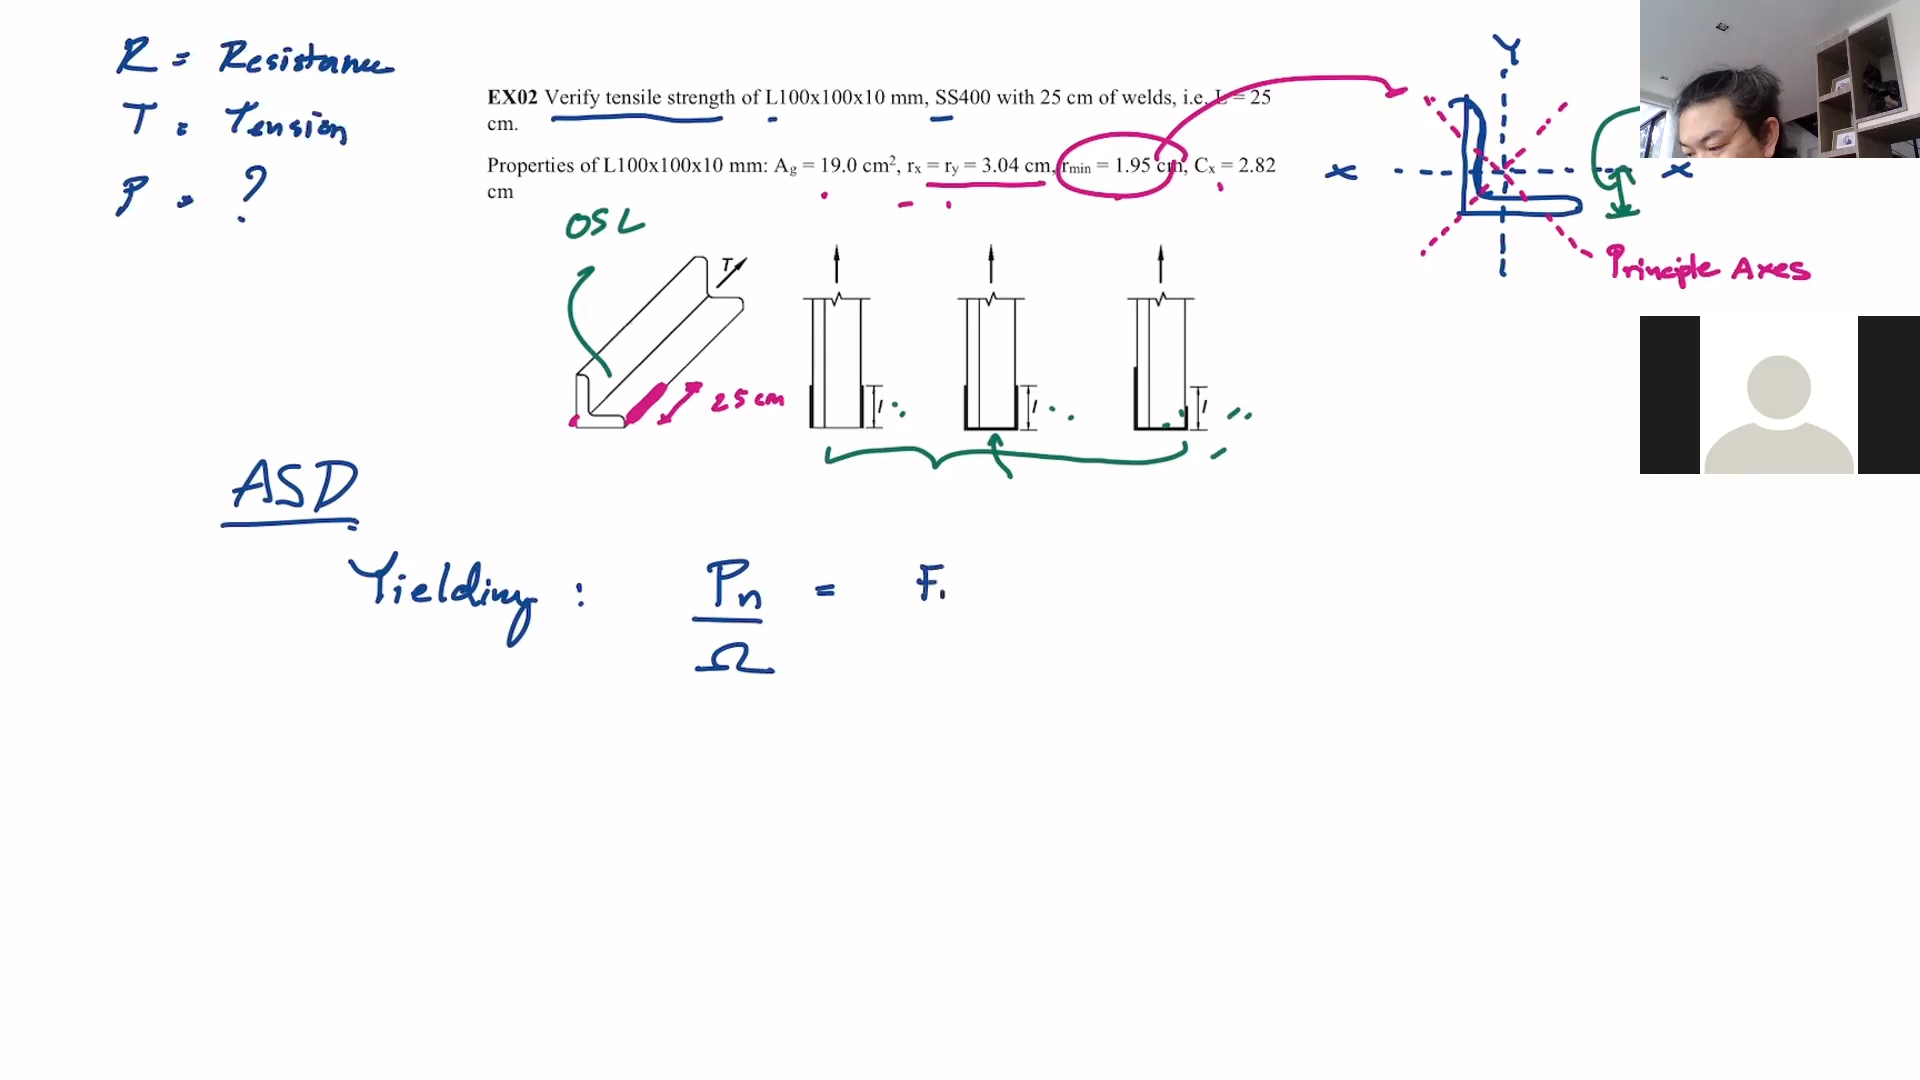 R = Resistance
T = Tension
P = ?
EX02 Verify tensile strength of L100x100x10 mm, SS400 with 25 cm of welds, i.e. L = 25
cm.
Properties of L100x100x10 mm: Ag = 19.0 cm², rx = ry = 3.04 cm, rmin = 1.95 cm, Cx = 2.82
cm
Y
x
x
Principle Axes
OSL
T
25 cm
l
l
l
ASD
Yielding : Pn = F
Ω